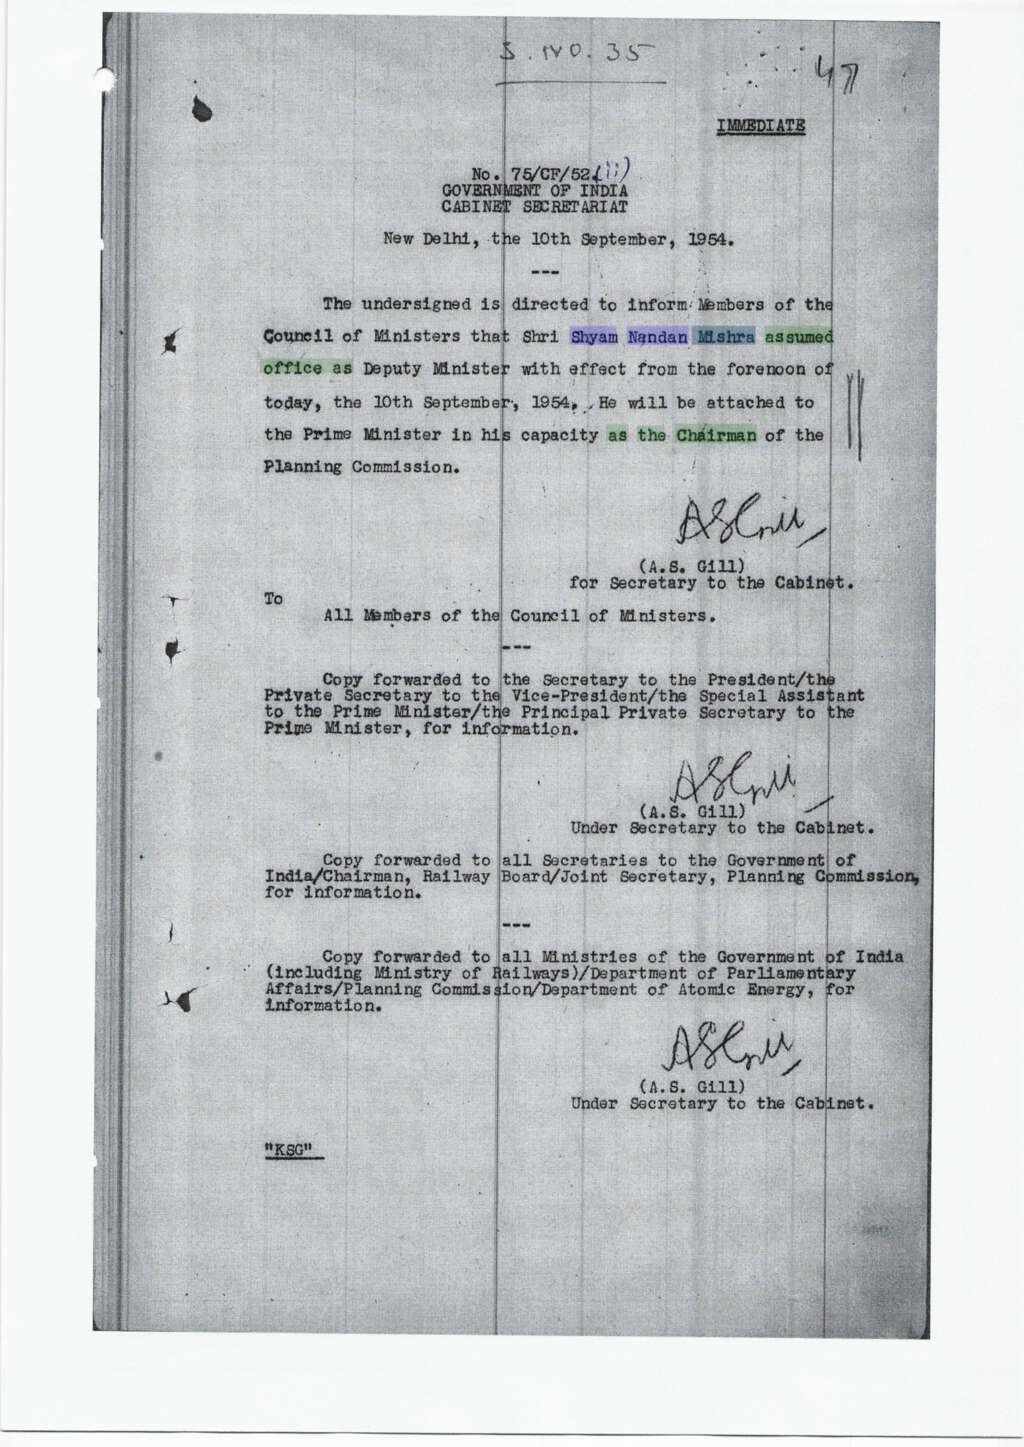 S. NO. 35
47
IMMEDIATE
No. 75/CF/52(ii)
GOVERNMENT OF INDIA
CABINET SECRETARIAT
New Delhi, the 10th September, 1954.
---
The undersigned is directed to inform Members of the
Council of Ministers that Shri Shyam Nandan Mishra assumed
office as Deputy Minister with effect from the forenoon of
today, the 10th September, 1954. He will be attached to
the Prime Minister in his capacity as the Chairman of the
Planning Commission.
ASGill
(A.S. Gill)
for Secretary to the Cabinet.
To
All Members of the Council of Ministers.
---
Copy forwarded to the Secretary to the President/the
Private Secretary to the Vice-President/the Special Assistant
to the Prime Minister/the Principal Private Secretary to the
Prime Minister, for information.
ASGill
(A.S. Gill)
Under Secretary to the Cabinet.
Copy forwarded to all Secretaries to the Government of
India/Chairman, Railway Board/Joint Secretary, Planning Commission,
for information.
---
Copy forwarded to all Ministries of the Government of India
(including Ministry of Railways)/Department of Parliamentary
Affairs/Planning Commission/Department of Atomic Energy, for
information.
ASGill
(A.S. Gill)
Under Secretary to the Cabinet.
"KSG"